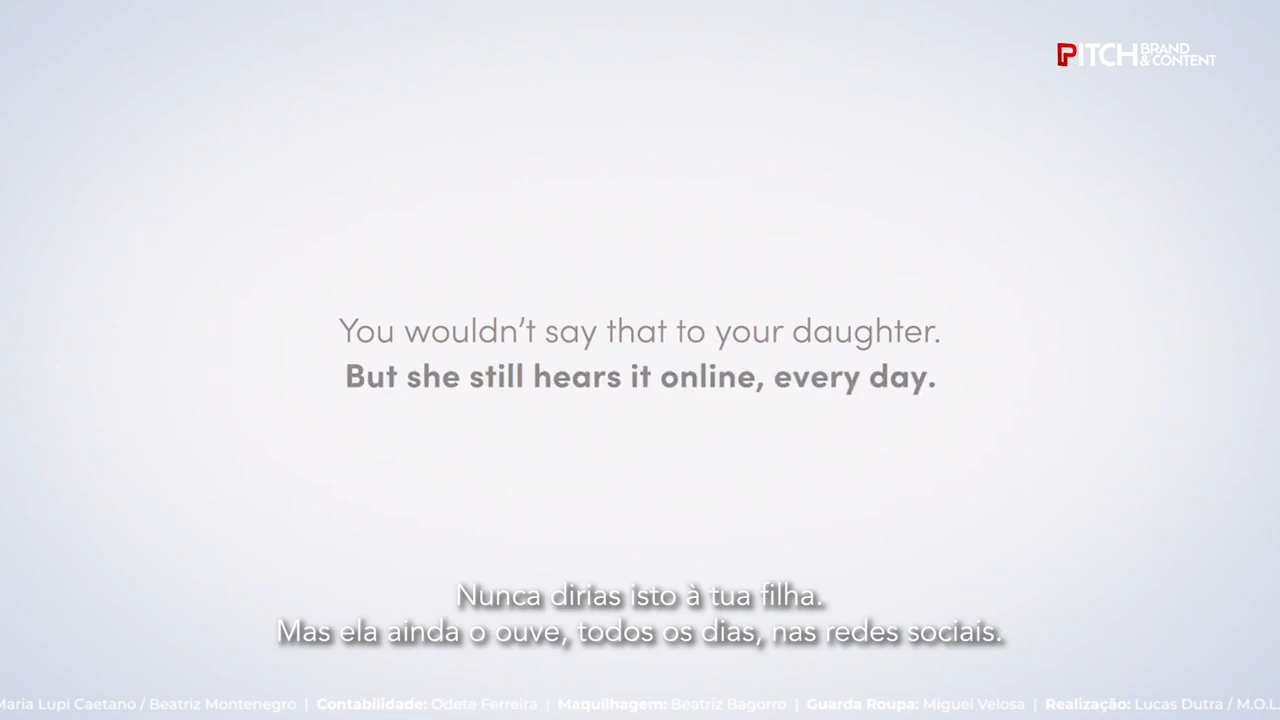 PITCH BRAND
& CONTENT
You wouldn't say that to your daughter.
But she still hears it online, every day.
Nunca dirias isto à tua filha.
Mas ela ainda o ouve, todos os dias, nas redes sociais.
Maria Lupi Caetano / Beatriz Montenegro | Contabilidade: Odete Ferreira | Maquilhagem: Beatriz Bagorro | Guarda Roupa: Miguel Velosa | Realização: Lucas Dutra / M.O.L.